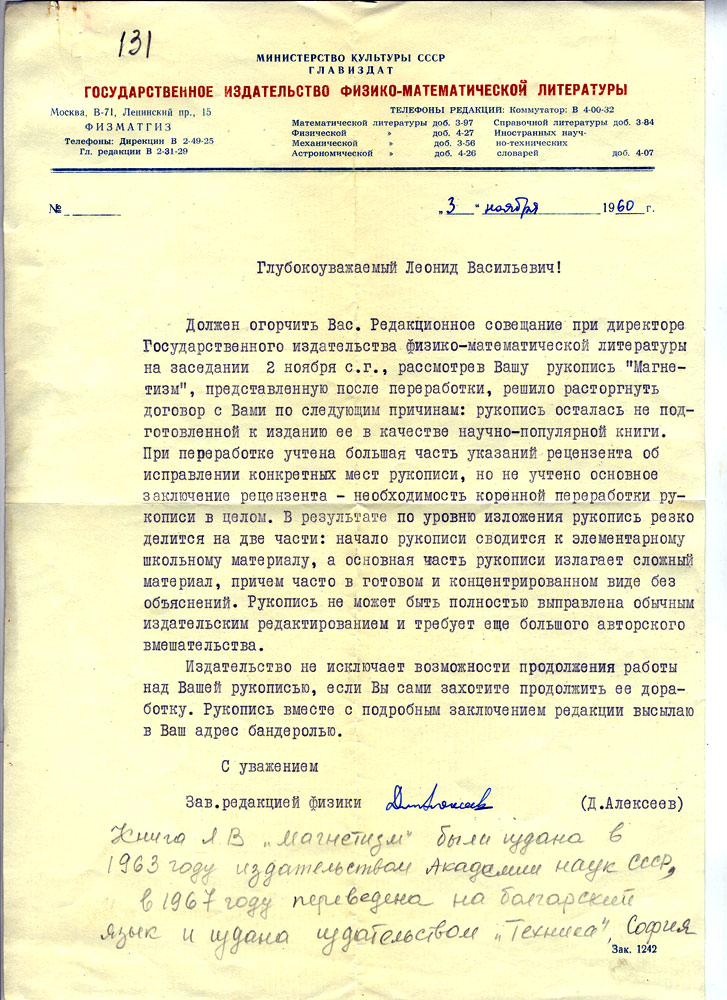 131
МИНИСТЕРСТВО КУЛЬТУРЫ СССР
ГЛАВИЗДАТ
ГОСУДАРСТВЕННОЕ ИЗДАТЕЛЬСТВО ФИЗИКО-МАТЕМАТИЧЕСКОЙ ЛИТЕРАТУРЫ
Москва, В-71, Ленинский пр., 15
ФИЗМАТГИЗ
Телефоны: Дирекции В 2-49-25
Гл. редакции В 2-31-29
ТЕЛЕФОНЫ РЕДАКЦИЙ: Коммутатор: В 4-00-32
Математической литературы доб. 3-97
Физической » доб. 4-27
Механической » доб. 3-56
Астрономической » доб. 4-26
Справочной литературы доб. 3-84
Иностранных науч-
но-технических
словарей доб. 4-07
№
„3" ноября 1960 г.
Глубокоуважаемый Леонид Васильевич!
Должен огорчить Вас. Редакционное совещание при директоре
Государственного издательства физико-математической литературы
на заседании 2 ноября с.г., рассмотрев Вашу рукопись "Магне-
тизм", представленную после переработки, решило расторгнуть
договор с Вами по следующим причинам: рукопись осталась не под-
готовленной к изданию ее в качестве научно-популярной книги.
При переработке учтена большая часть указаний рецензента об
исправлении конкретных мест рукописи, но не учтено основное
заключение рецензента - необходимость коренной переработки ру-
кописи в целом. В результате по уровню изложения рукопись резко
делится на две части: начало рукописи сводится к элементарному
школьному материалу, а основная часть рукописи излагает сложный
материал, причем часто в готовом и концентрированном виде без
объяснений. Рукопись не может быть полностью выправлена обычным
издательским редактированием и требует еще большого авторского
вмешательства.
Издательство не исключает возможности продолжения работы
над Вашей рукописью, если Вы сами захотите продолжить ее дора-
ботку. Рукопись вместе с подробным заключением редакции высылаю
в Ваш адрес бандеролью.
С уважением
Зав.редакцией физики (Д.Алексеев)
Книга Л В „Магнетизм" были издана в
1963 году издательством Академии наук СССР,
в 1967 году переведена на болгарский
язык и издана издательством „Техника", София
Зак. 1242